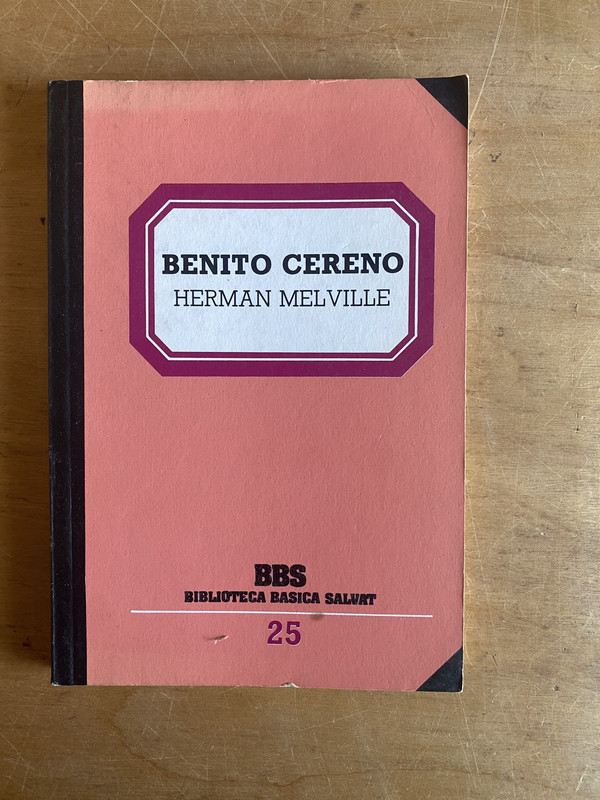 BENITO CERENO
HERMAN MELVILLE
BBS
BIBLIOTECA BASICA SALVAT
25